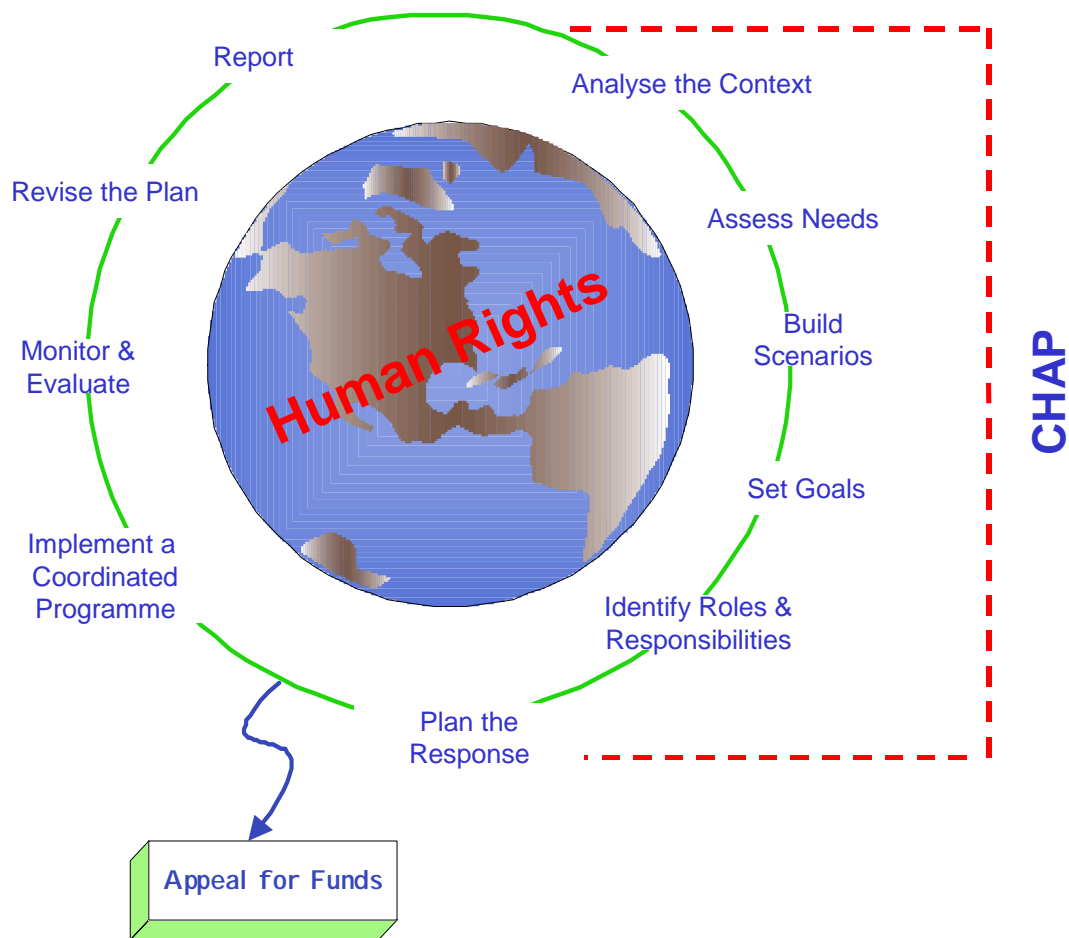 Report
Analyse the Context
Revise the Plan
Assess Needs
Build
Scenarios
Monitor &
Evaluate
Human Rights
CHAP
Set Goals
Implement a
Coordinated
Programme
Identify Roles &
Responsibilities
Plan the
Response
Appeal for Funds